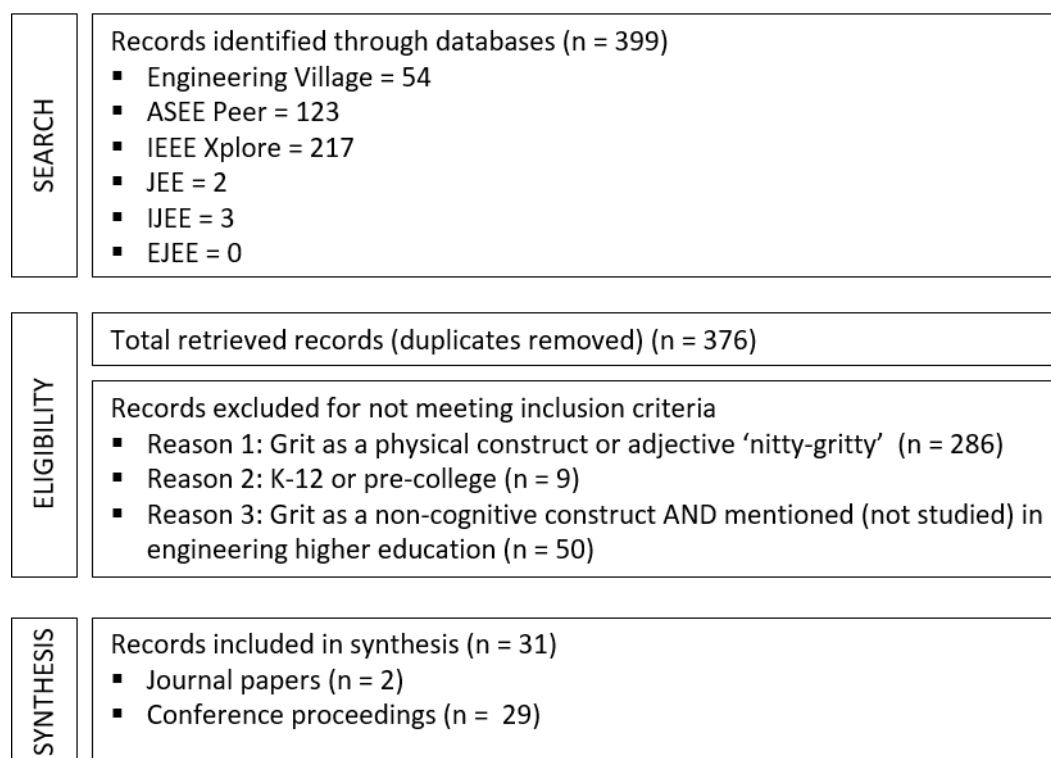 SEARCH
Records identified through databases (n = 399)
▪ Engineering Village = 54
▪ ASEE Peer = 123
▪ IEEE Xplore = 217
▪ JEE = 2
▪ IJEE = 3
▪ EJEE = 0
ELIGIBILITY
Total retrieved records (duplicates removed) (n = 376)
Records excluded for not meeting inclusion criteria
▪ Reason 1: Grit as a physical construct or adjective ‘nitty-gritty’ (n = 286)
▪ Reason 2: K-12 or pre-college (n = 9)
▪ Reason 3: Grit as a non-cognitive construct AND mentioned (not studied) in
engineering higher education (n = 50)
SYNTHESIS
Records included in synthesis (n = 31)
▪ Journal papers (n = 2)
▪ Conference proceedings (n = 29)